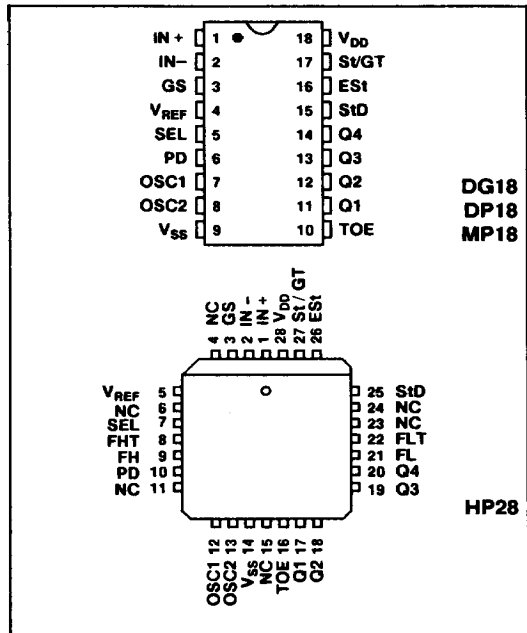 IN + 1 18 VDD
IN- 2 17 St/GT
GS 3 16 ESt
VREF 4 15 StD
SEL 5 14 Q4
PD 6 13 Q3
OSC1 7 12 Q2
OSC2 8 11 Q1
VSS 9 10 TOE
DG18
DP18
MP18
4 NC
3 GS
2 IN -
1 IN +
28 VDD
27 St / GT
26 ESt
VREF 5 25 StD
NC 6 24 NC
SEL 7 23 NC
FHT 8 22 FLT
FH 9 21 FL
PD 10 20 Q4
NC 11 19 Q3
HP28
OSC1 12
OSC2 13
VSS 14
NC 15
TOE 16
Q1 17
Q2 18